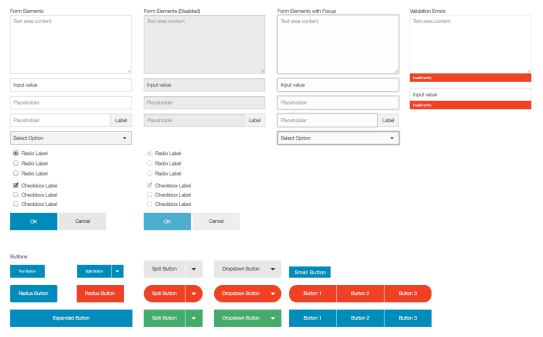 Form Elements
Text area content
Input value
Placeholder
Placeholder Label
Select Option
Radio Label
Radio Label
Radio Label
Checkbox Label
Checkbox Label
Checkbox Label
OK Cancel
Form Elements (Disabled)
Text area content
Input value
Placeholder
Placeholder Label
Radio Label
Radio Label
Radio Label
Checkbox Label
Checkbox Label
Checkbox Label
OK Cancel
Form Elements with Focus
Text area content
Input value
Placeholder
Placeholder Label
Select Option
Validation Errors
Text area content
Invalid entry
Input value
Invalid entry
Buttons
Tiny Button Split Button Split Button Dropdown Button Small Button
Radius Button Radius Button Split Button Dropdown Button Button 1 Button 2 Button 3
Expanded Button Split Button Dropdown Button Button 1 Button 2 Button 3